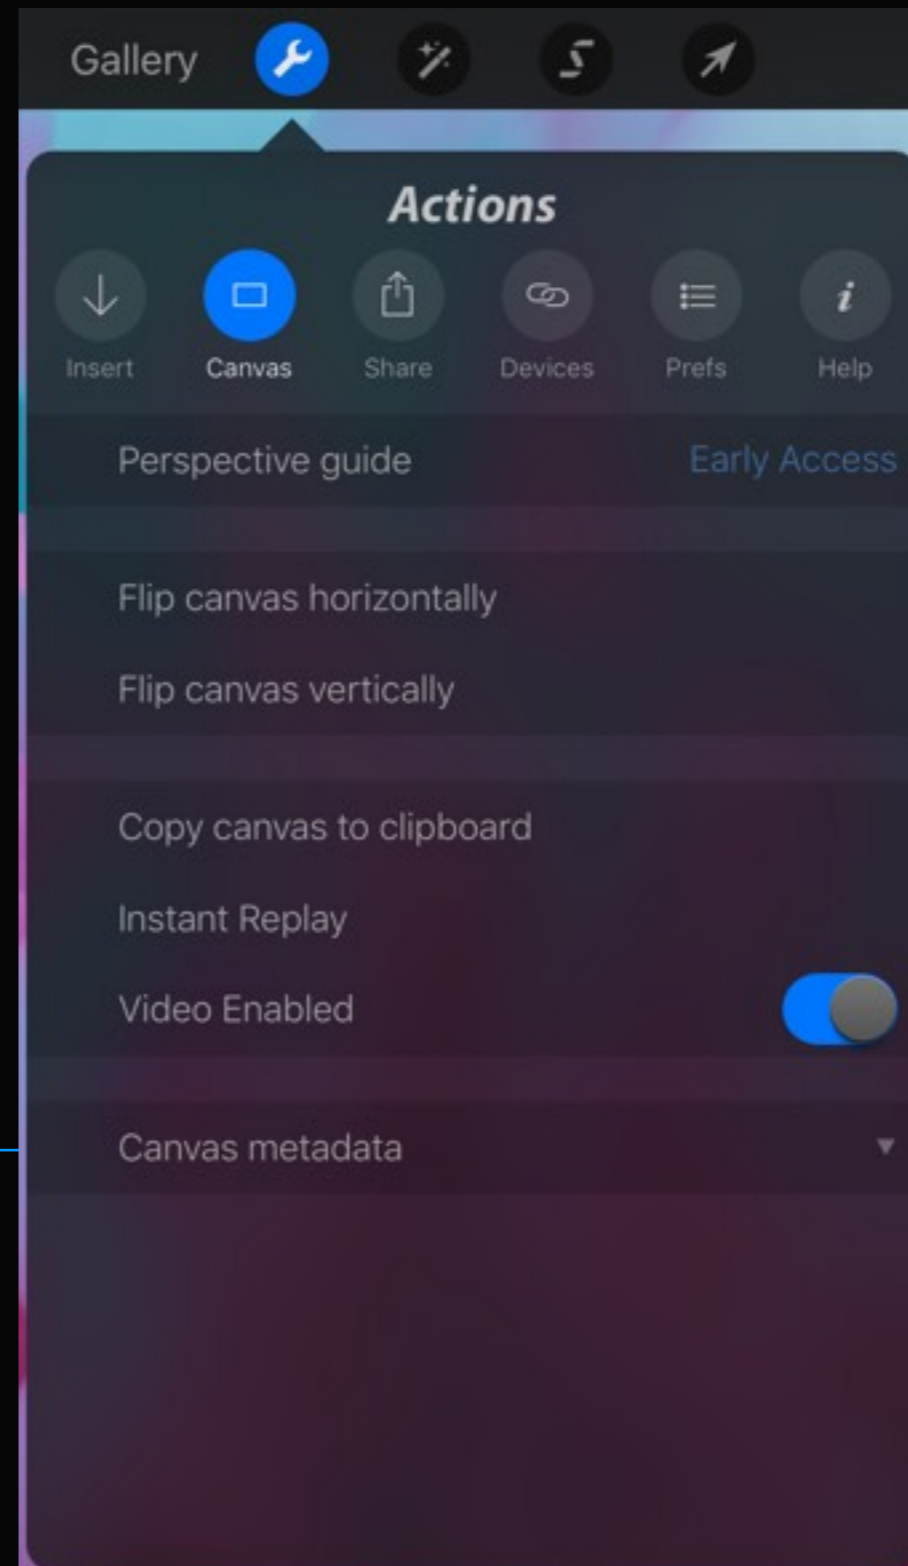 Gallery
Actions
Insert Canvas Share Devices Prefs Help
Perspective guide Early Access
Flip canvas horizontally
Flip canvas vertically
Copy canvas to clipboard
Instant Replay
Video Enabled
Canvas metadata